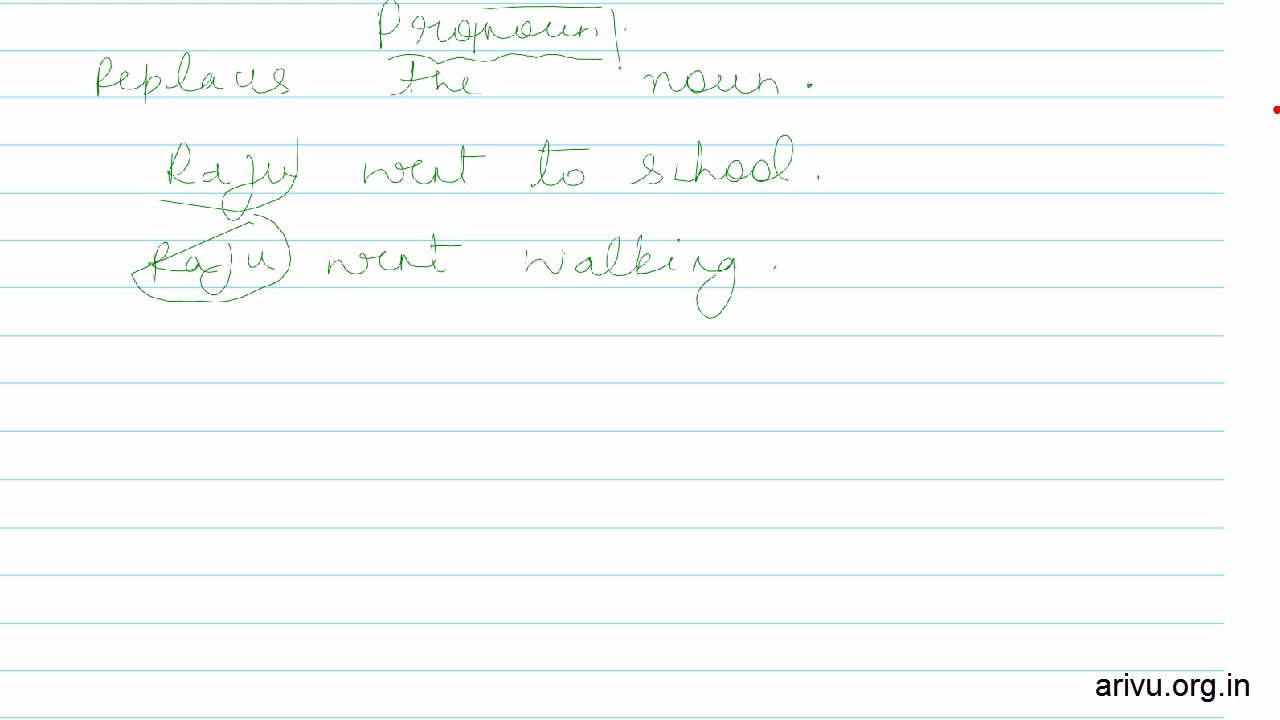 Pronoun.
Replaces the noun.
Raju went to school.
Raju went walking.
arivu.org.in